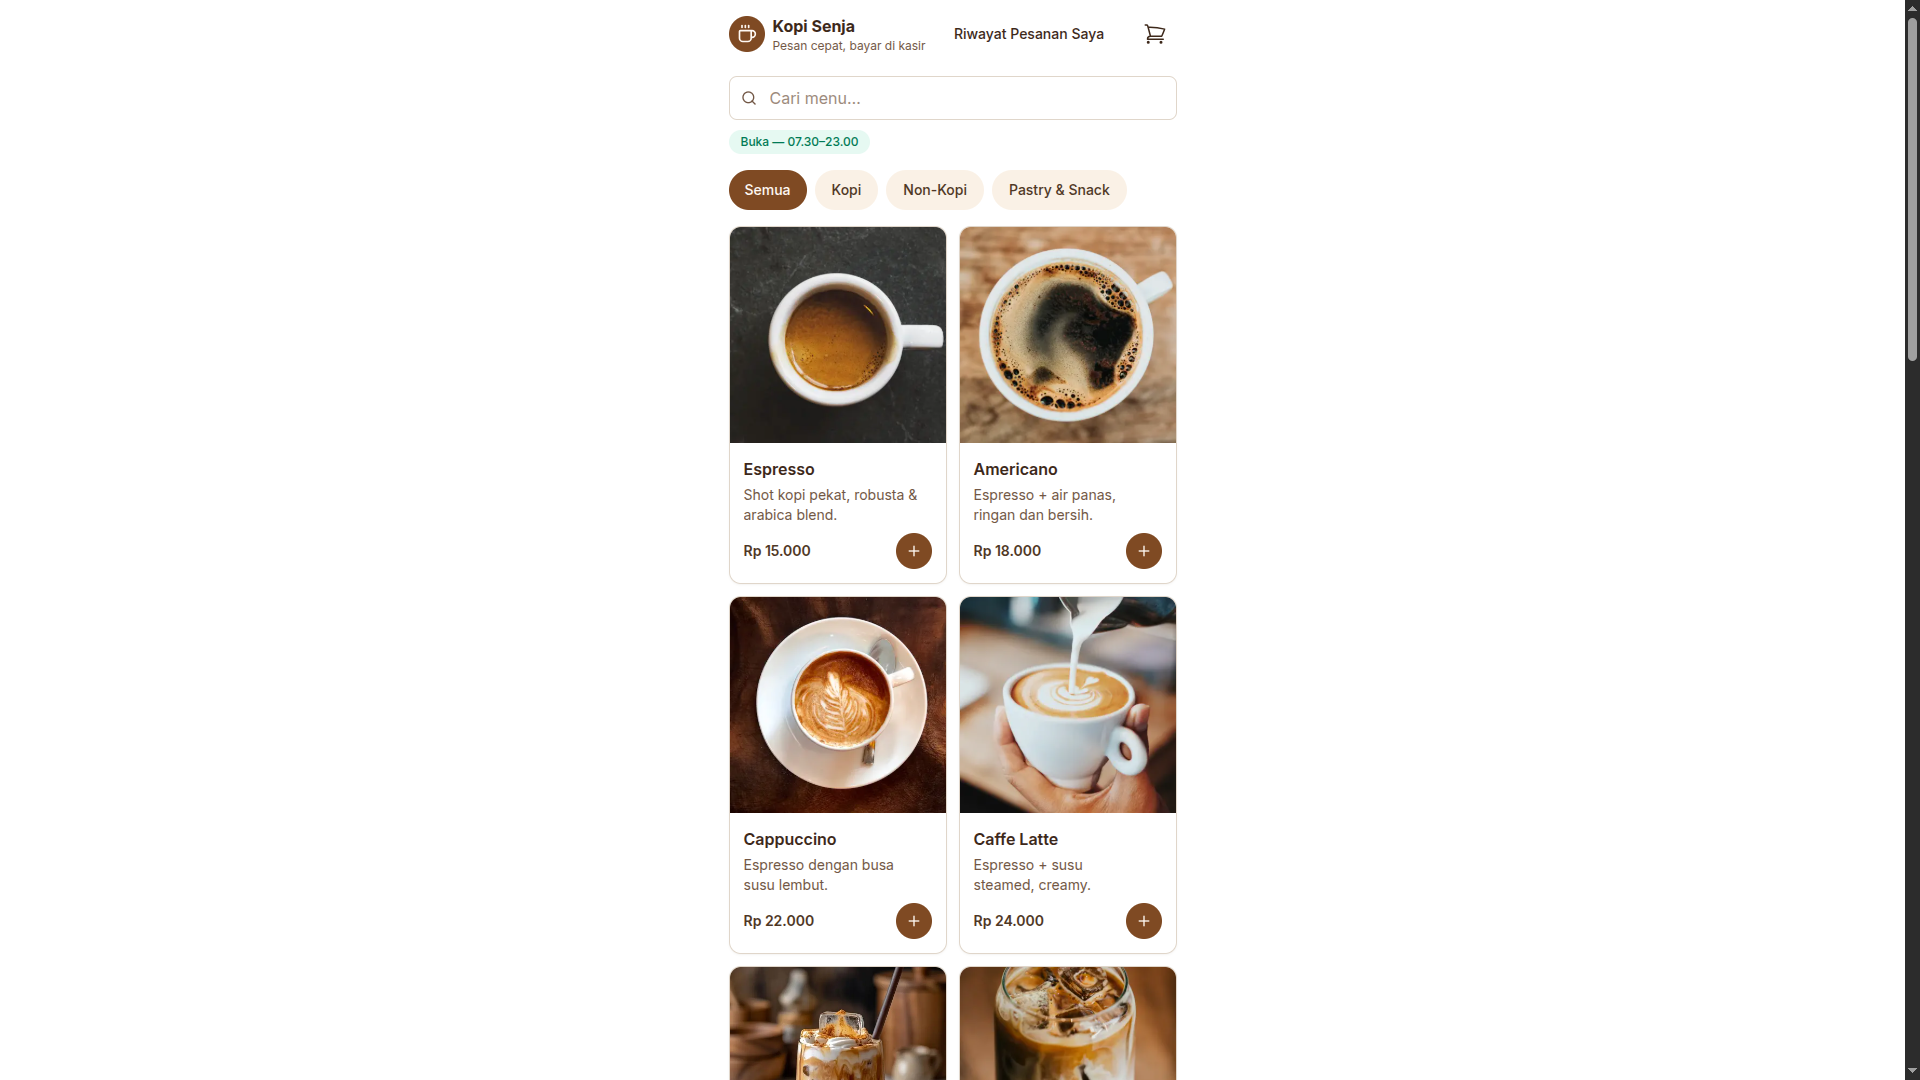 Kopi Senja
Pesan cepat, bayar di kasir
Riwayat Pesanan Saya
Cari menu...
Buka — 07.30–23.00
Semua
Kopi
Non-Kopi
Pastry & Snack
Espresso
Shot kopi pekat, robusta &
arabica blend.
Rp 15.000
Americano
Espresso + air panas,
ringan dan bersih.
Rp 18.000
Cappuccino
Espresso dengan busa
susu lembut.
Rp 22.000
Caffe Latte
Espresso + susu
steamed, creamy.
Rp 24.000